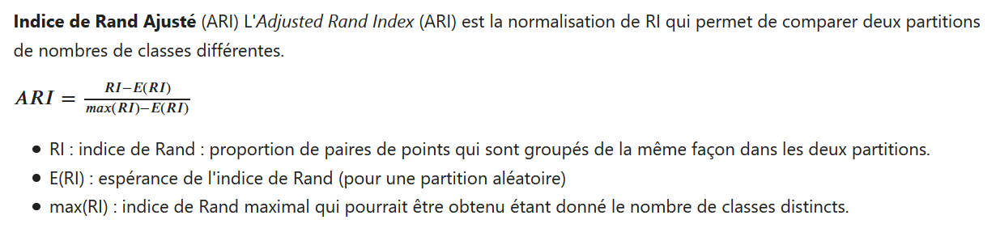 Indice de Rand Ajusté (ARI) L'Adjusted Rand Index (ARI) est la normalisation de RI qui permet de comparer deux partitions
de nombres de classes différentes.
ARI = \frac{RI−E(RI)}{max(RI)−E(RI)}
• RI : indice de Rand : proportion de paires de points qui sont groupés de la même façon dans les deux partitions.
• E(RI) : espérance de l'indice de Rand (pour une partition aléatoire)
• max(RI) : indice de Rand maximal qui pourrait être obtenu étant donné le nombre de classes distincts.